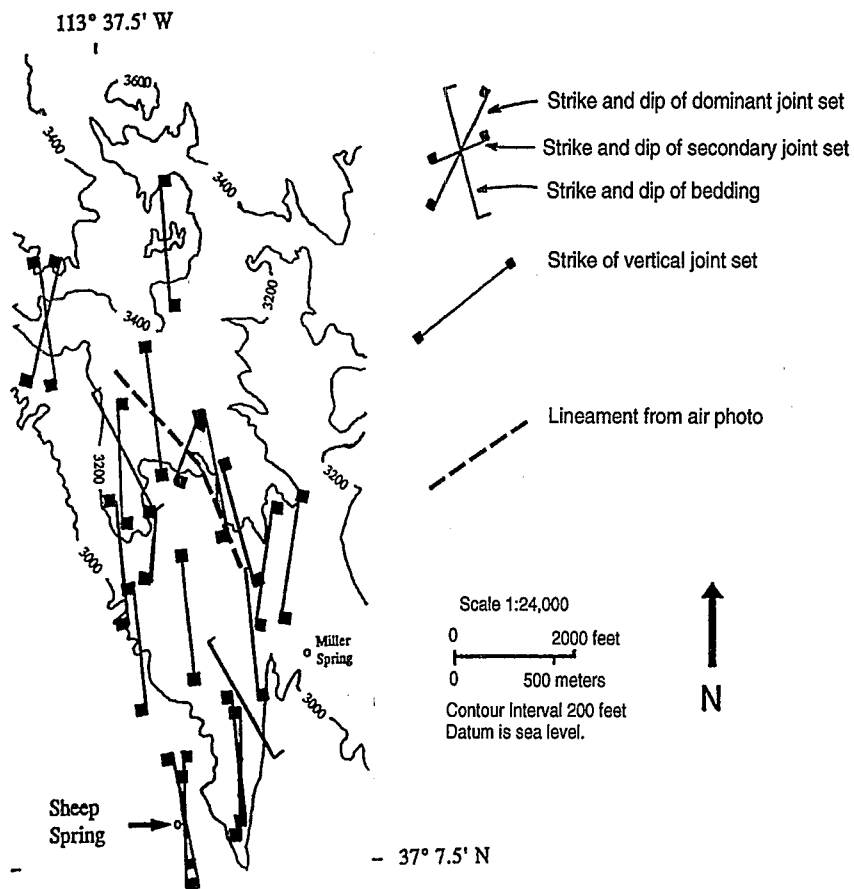 113° 37.5' W
3600
3400
3400
3200
3400
3200
3200
3000
3000
Miller
Spring
Sheep
Spring
37° 7.5' N
Strike and dip of dominant joint set
Strike and dip of secondary joint set
Strike and dip of bedding
Strike of vertical joint set
Lineament from air photo
Scale 1:24,000
0 2000 feet
0 500 meters
Contour Interval 200 feet
Datum is sea level.
N